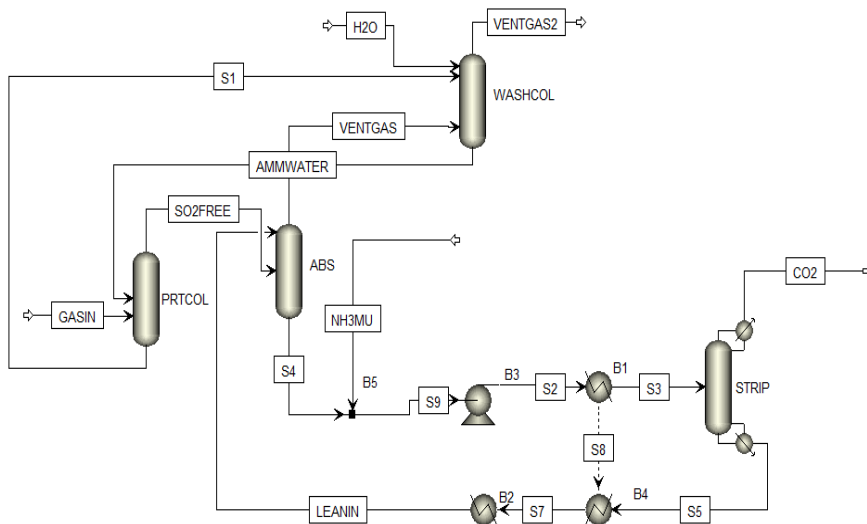 H2O
VENTGAS2
S1
WASHCOL
VENTGAS
AMMWATER
SO2FREE
ABS
CO2
PRTCOL
GASIN
NH3MU
S4
B5
S9
B3
S2
B1
S3
STRIP
S8
LEANIN
B2
S7
B4
S5